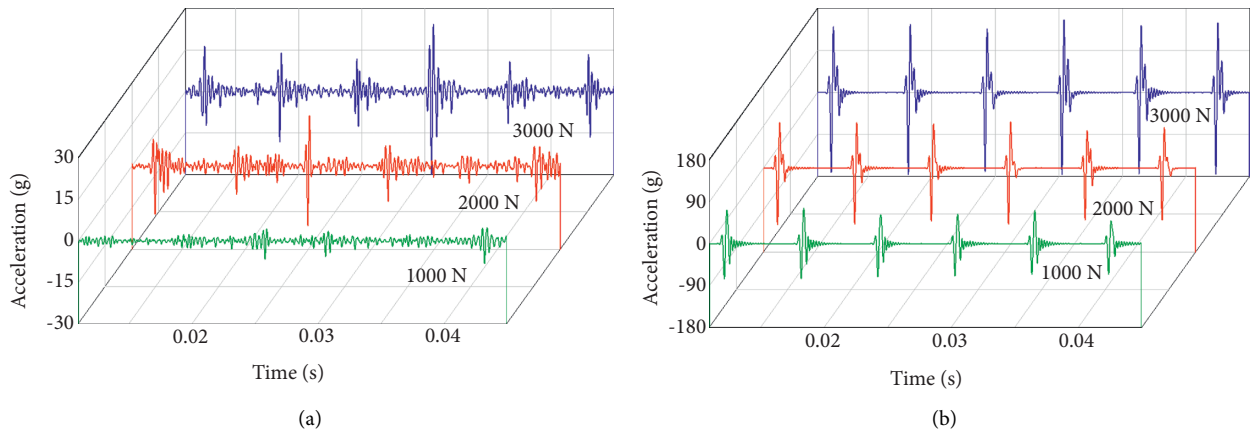 30
15
0
-15
-30
Acceleration (g)
3000 N
2000 N
1000 N
0.02 0.03 0.04
Time (s)
(a)
180
90
0
-90
-180
Acceleration (g)
3000 N
2000 N
1000 N
0.02 0.03 0.04
Time (s)
(b)